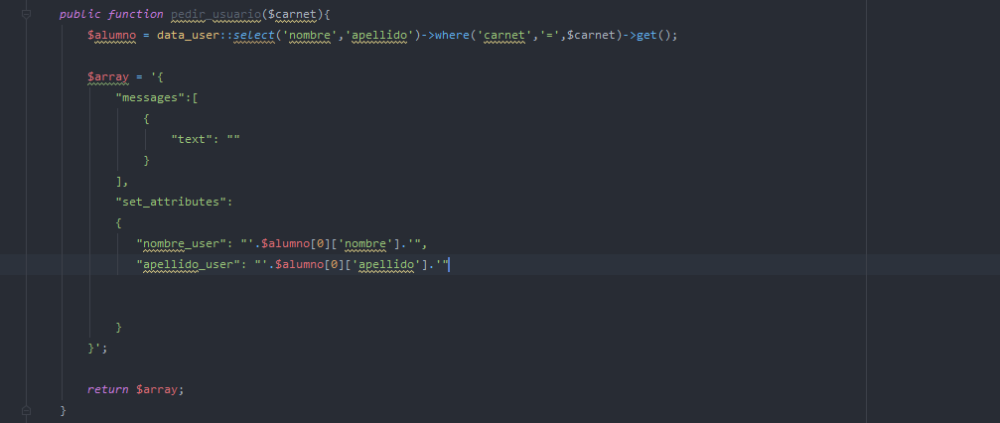 public function pedir_usuario($carnet){
$alumno = data_user::select('nombre','apellido')->where('carnet','=',$carnet)->get();
$array = '{
"messages":[
{
"text": ""
}
],
"set_attributes":
{
"nombre_user": "'.$alumno[0]['nombre'].'",
"apellido_user": "'.$alumno[0]['apellido'].'"
}
}';
return $array;
}